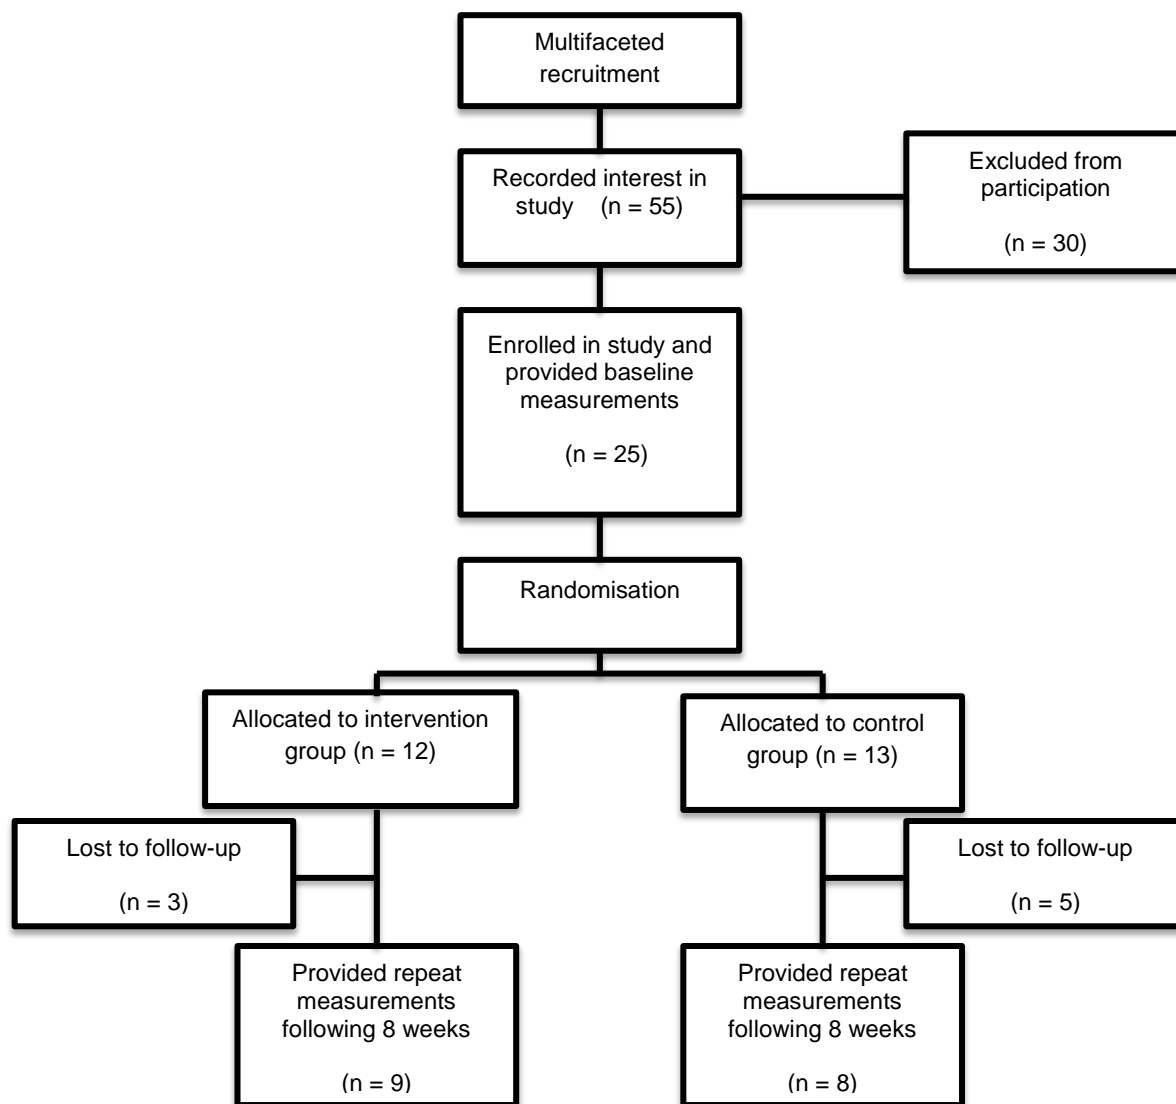 Multifaceted
recruitment
Recorded interest in
study (n = 55)
Excluded from
participation
(n = 30)
Enrolled in study and
provided baseline
measurements
(n = 25)
Randomisation
Allocated to intervention
group (n = 12)
Allocated to control
group (n = 13)
Lost to follow-up
(n = 3)
Lost to follow-up
(n = 5)
Provided repeat
measurements
following 8 weeks
(n = 9)
Provided repeat
measurements
following 8 weeks
(n = 8)